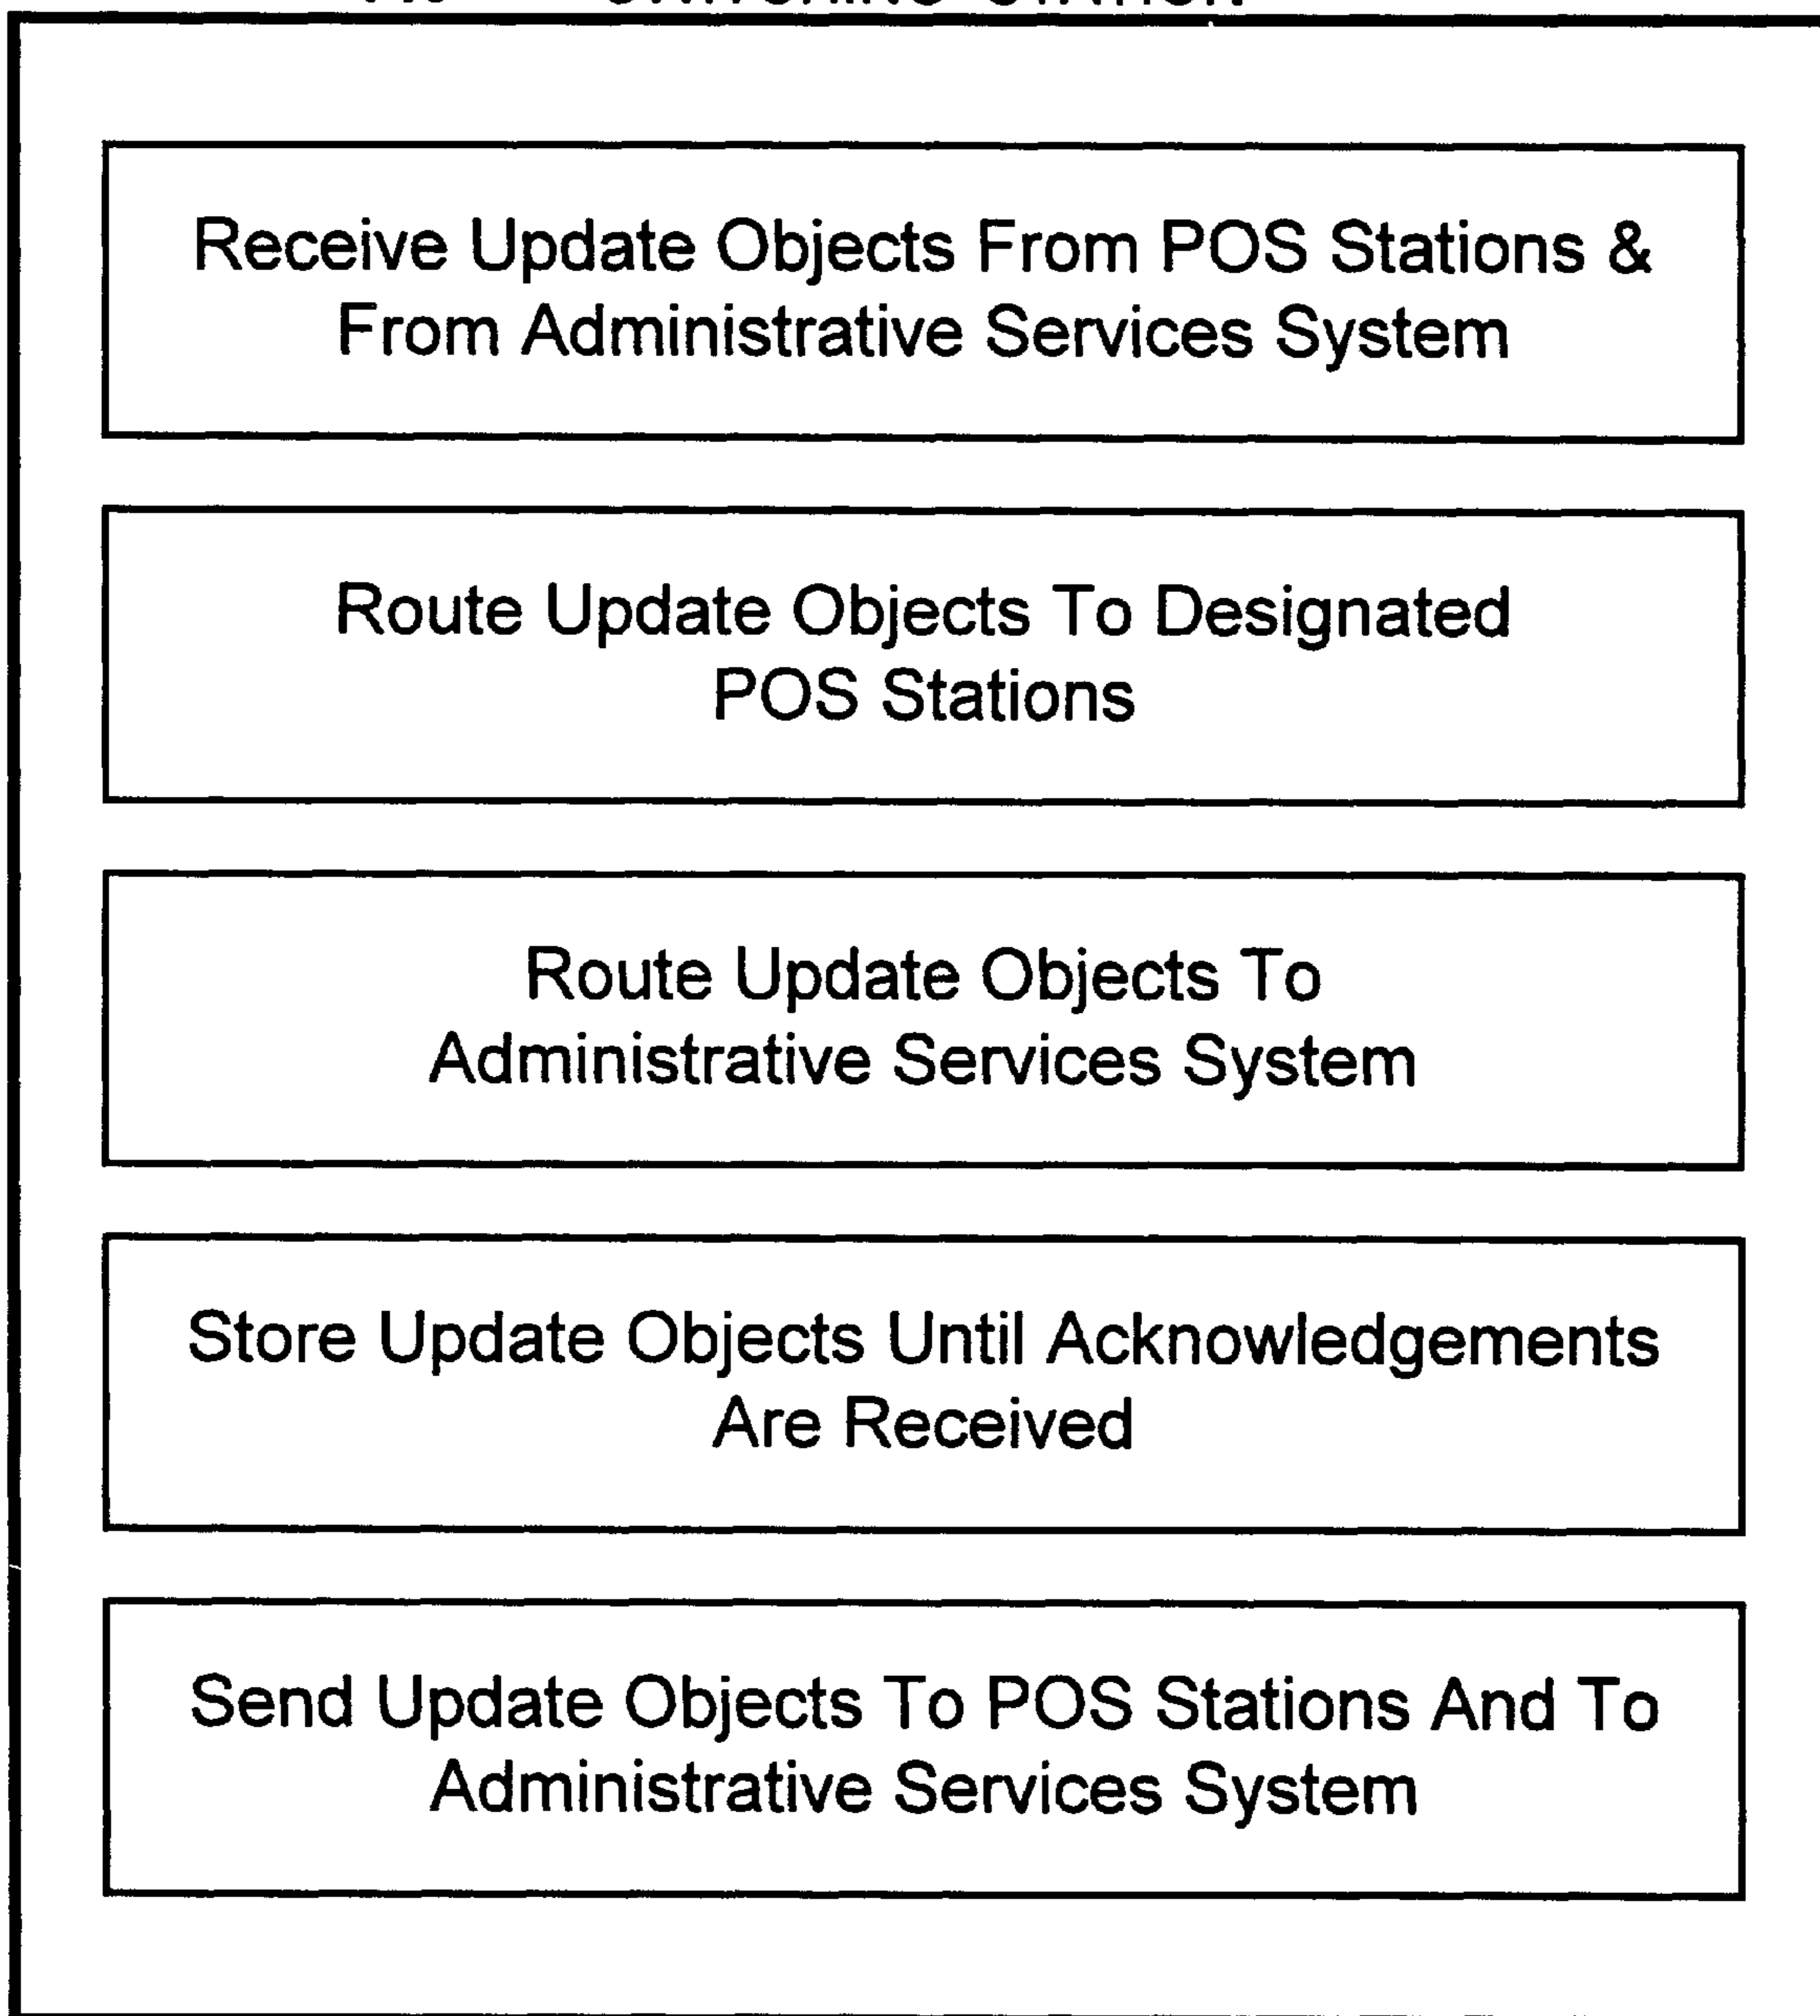 SWITCHING STATION
Receive Update Objects From POS Stations &
From Administrative Services System
Route Update Objects To Designated
POS Stations
Route Update Objects To
Administrative Services System
Store Update Objects Until Acknowledgements
Are Received
Send Update Objects To POS Stations And To
Administrative Services System